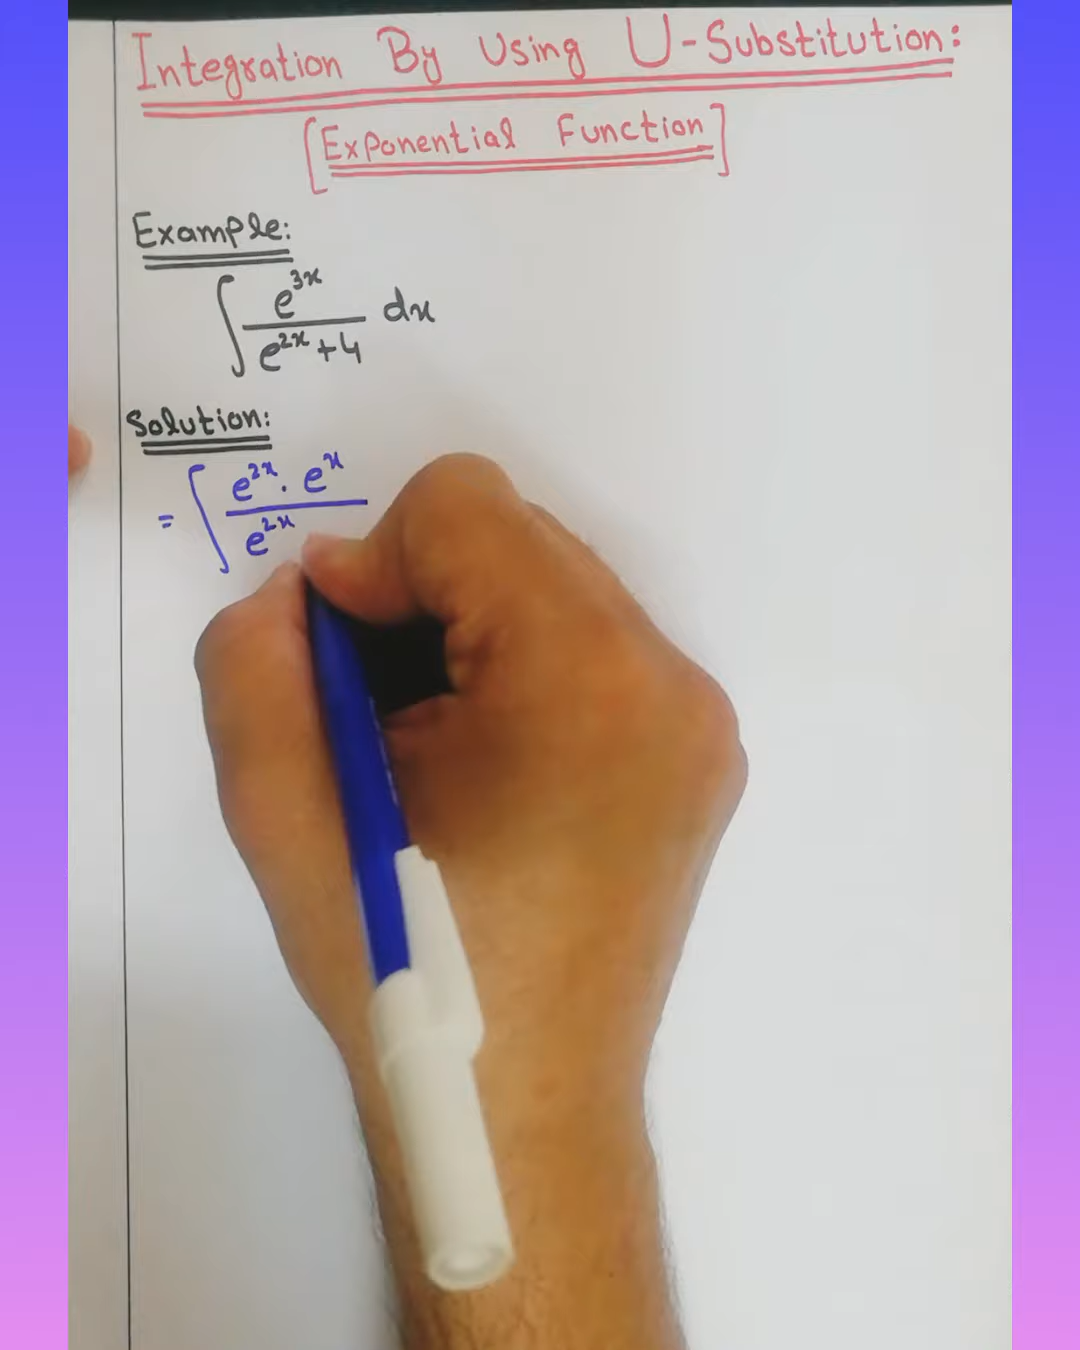 Integration By Using U-Substitution:
[Exponential Function]
Example:
∫ e^{3x} / (e^{2x}+4) dx
Solution:
= ∫ e^{2x} . e^{x} / e^{2x}